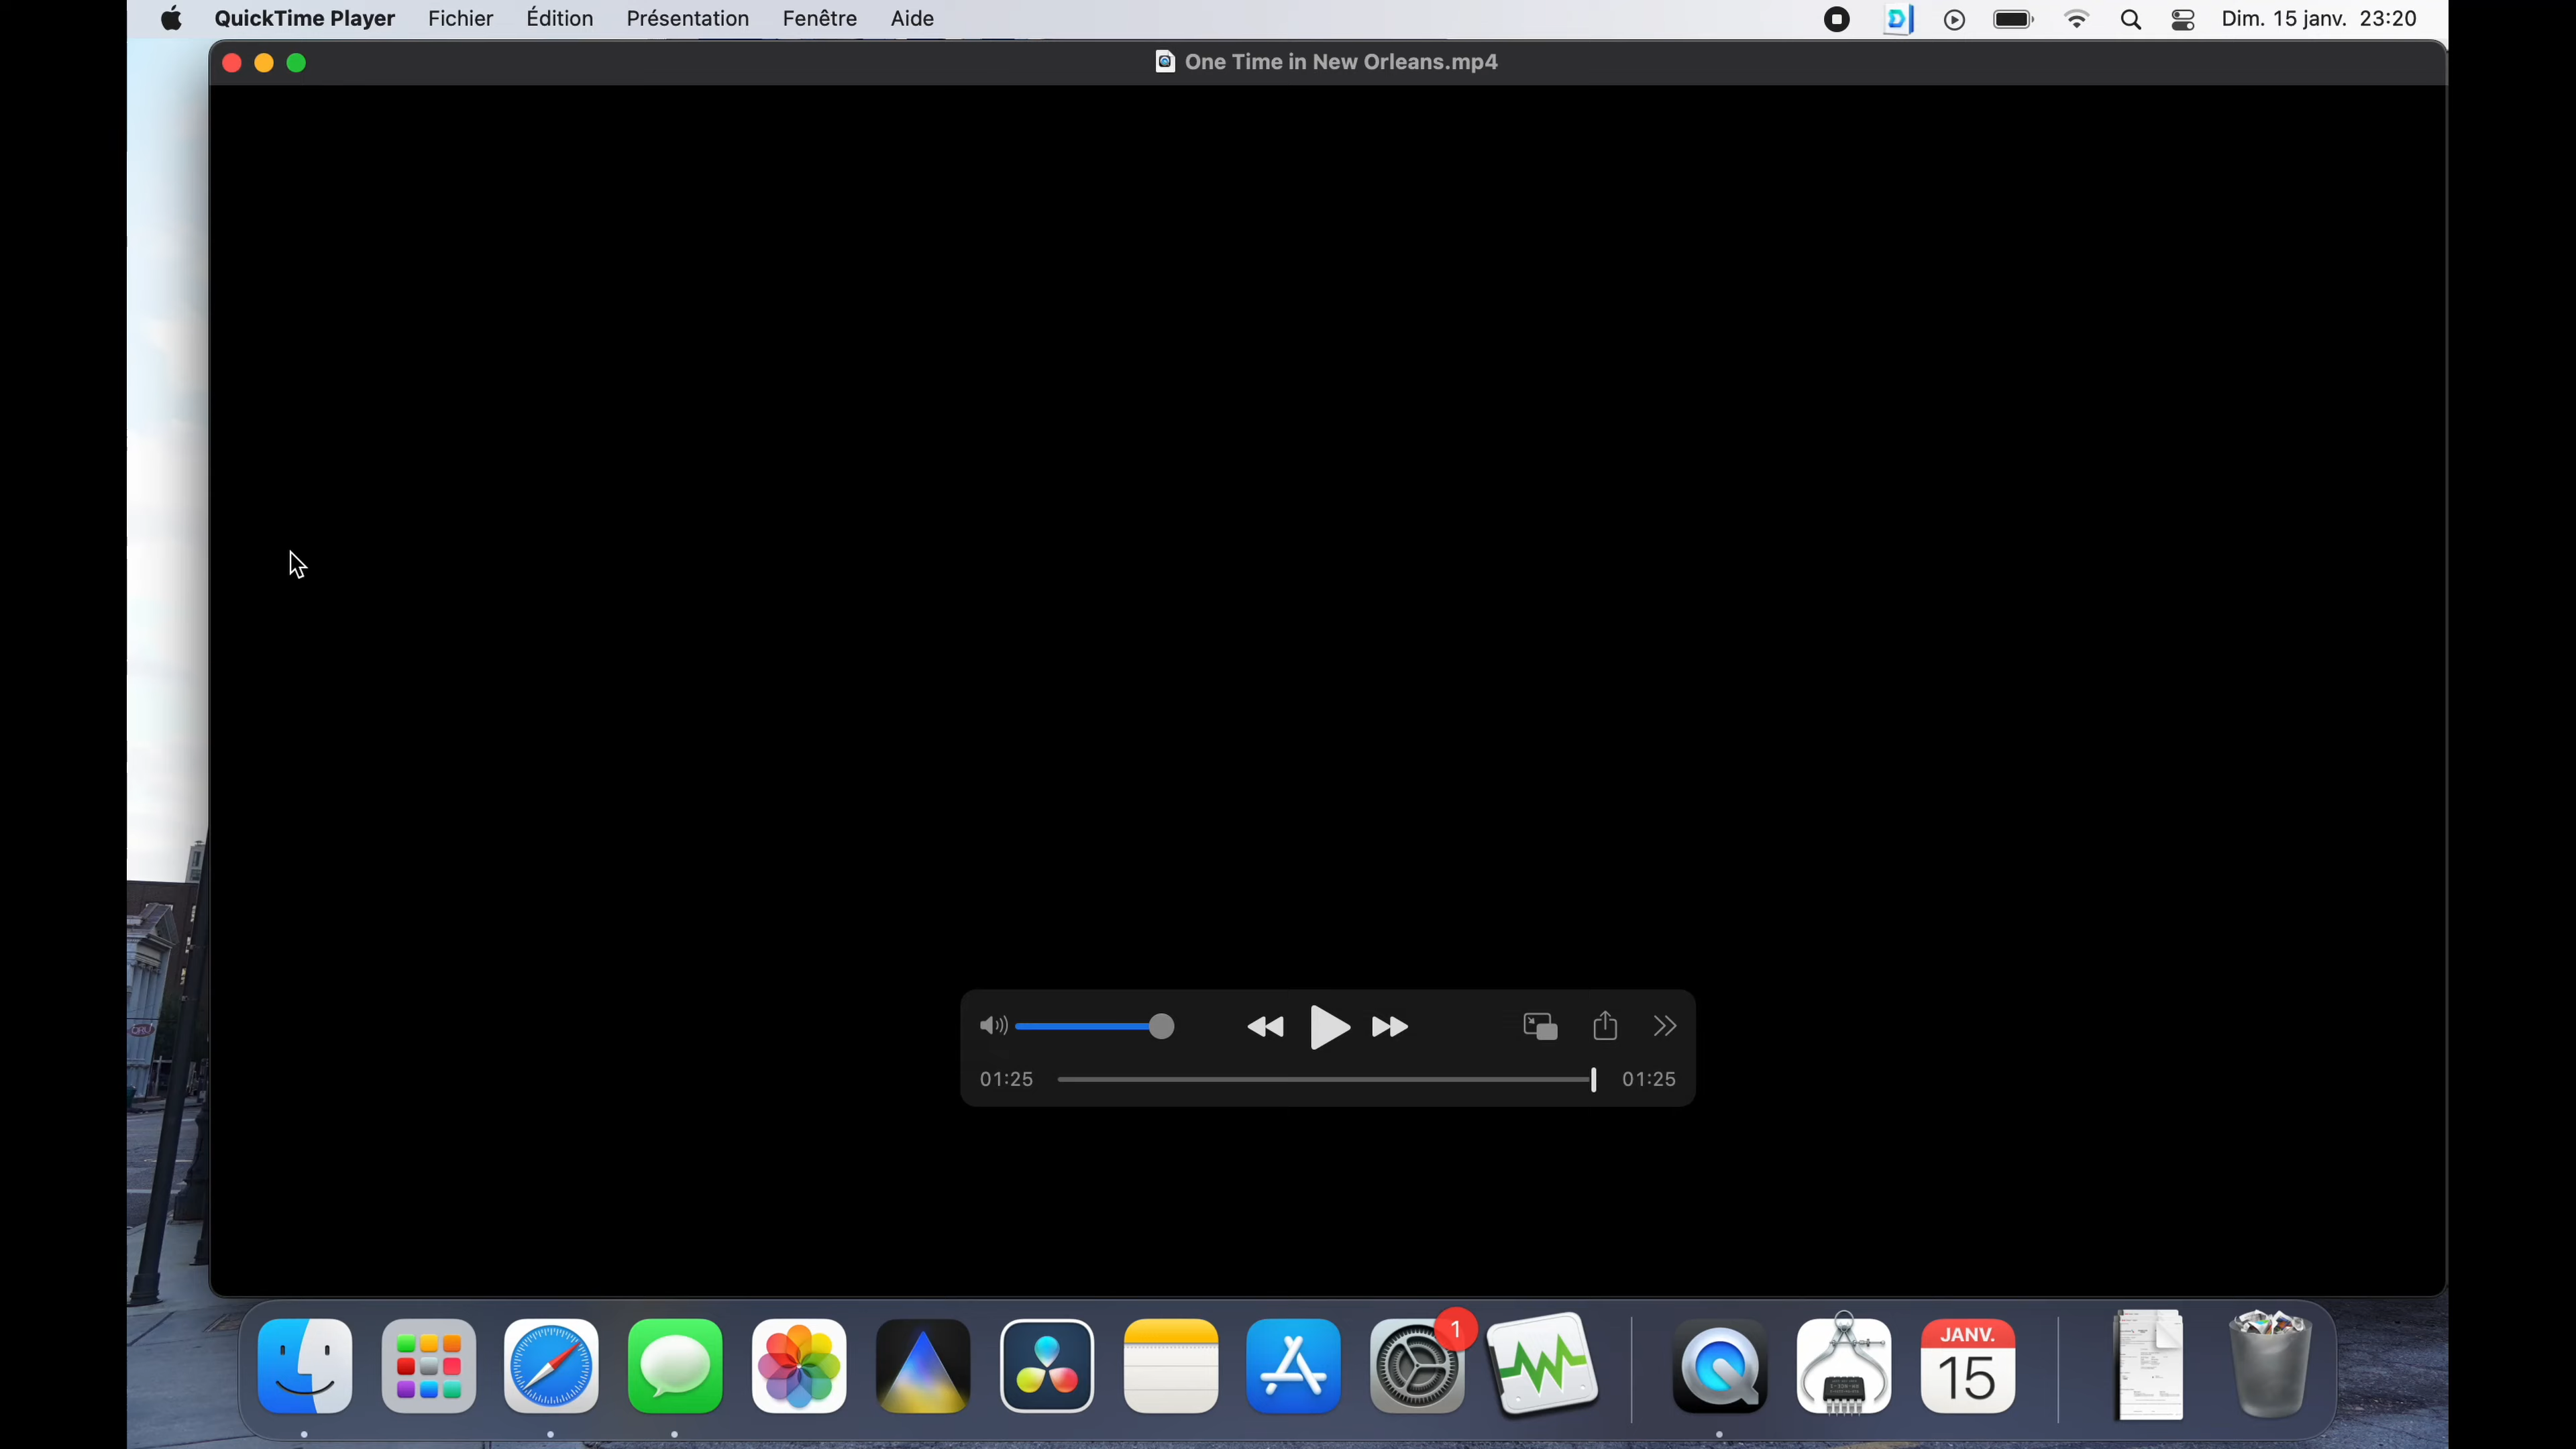 QuickTime Player Fichier Édition Présentation Fenêtre Aide Dim. 15 janv. 23:20
One Time in New Orleans.mp4
01:25 01:25
1
JANV.
15